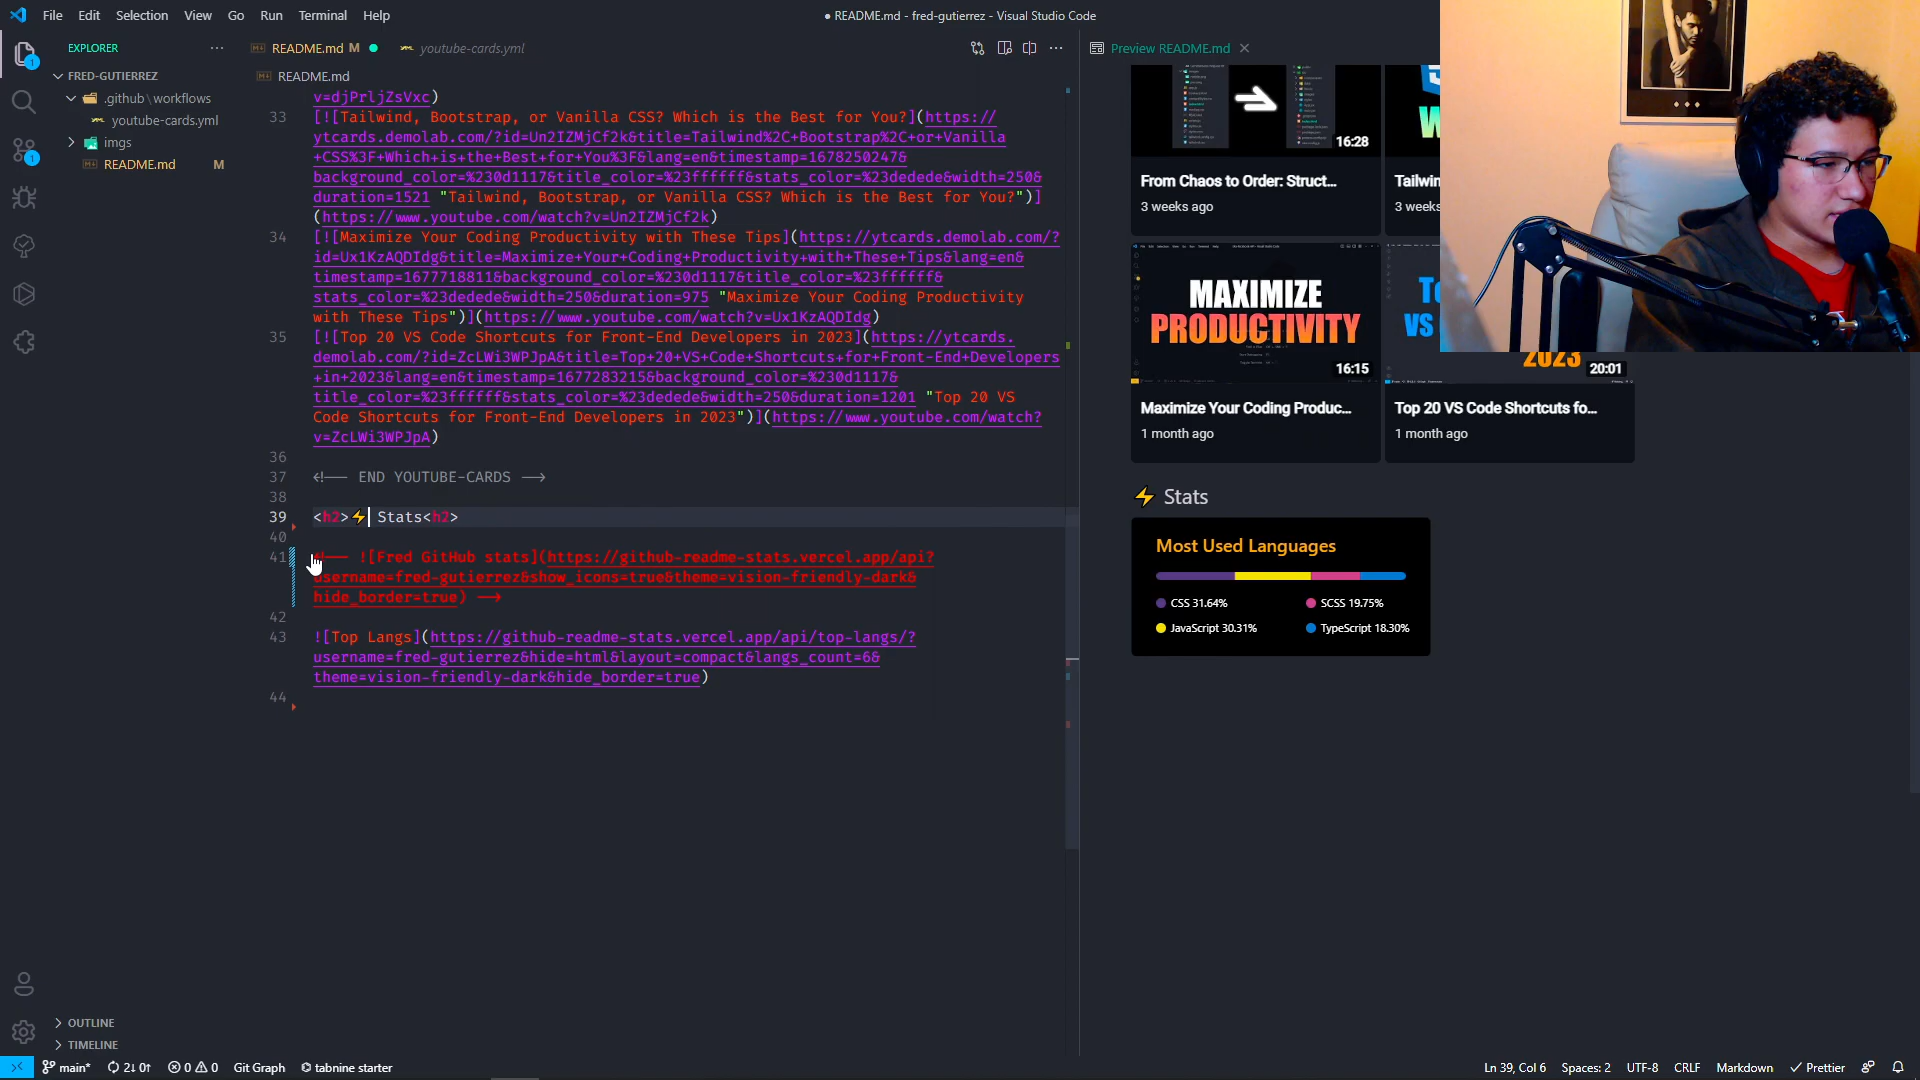 File Edit Selection View Go Run Terminal Help
● README.md - fred-gutierrez - Visual Studio Code
EXPLORER
README.md M
youtube-cards.yml
Preview README.md
FRED-GUTIERREZ
.github\workflows
youtube-cards.yml
imgs
README.md M
1
1
README.md
v=djPrljZsVxc)
33 [![Tailwind, Bootstrap, or Vanilla CSS? Which is the Best for You?](https://
ytcards.demolab.com/?id=Un2IZMjCf2k&title=Tailwind%2C+Bootstrap%2C+or+Vanilla
+CSS%3F+Which+is+the+Best+for+You%3F&lang=en&timestamp=1678250247&
background_color=%230d1117&title_color=%23ffffff&stats_color=%23dedede&width=250&
duration=1521 "Tailwind, Bootstrap, or Vanilla CSS? Which is the Best for You?")]
(https://www.youtube.com/watch?v=Un2IZMjCf2k)
34 [![Maximize Your Coding Productivity with These Tips](https://ytcards.demolab.com/?
id=Ux1KzAQDIdg&title=Maximize+Your+Coding+Productivity+with+These+Tips&lang=en&
timestamp=1677718811&background_color=%230d1117&title_color=%23ffffff&
stats_color=%23dedede&width=250&duration=975 "Maximize Your Coding Productivity
with These Tips")](https://www.youtube.com/watch?v=Ux1KzAQDIdg)
35 [![Top 20 VS Code Shortcuts for Front-End Developers in 2023](https://ytcards.
demolab.com/?id=ZcLWi3WPJpA&title=Top+20+VS+Code+Shortcuts+for+Front-End+Developers
+in+2023&lang=en&timestamp=1677283215&background_color=%230d1117&
title_color=%23ffffff&stats_color=%23dedede&width=250&duration=1201 "Top 20 VS
Code Shortcuts for Front-End Developers in 2023")](https://www.youtube.com/watch?
v=ZcLWi3WPJpA)
36
37 <!-- END YOUTUBE-CARDS -->
38
39 <h2>⚡ Stats<h2>
40
41 <!-- ![Fred GitHub stats](https://github-readme-stats.vercel.app/api?
username=fred-gutierrez&show_icons=true&theme=vision-friendly-dark&
hide_border=true) -->
42
43 ![Top Langs](https://github-readme-stats.vercel.app/api/top-langs/?
username=fred-gutierrez&hide=html&layout=compact&langs_count=6&
theme=vision-friendly-dark&hide_border=true)
44
16:28
From Chaos to Order: Struct...
3 weeks ago
W
Tailwin
3 weeks
MAXIMIZE
PRODUCTIVITY
16:15
Maximize Your Coding Produc...
1 month ago
VS
2023
20:01
Top 20 VS Code Shortcuts fo...
1 month ago
⚡ Stats
Most Used Languages
CSS 31.64%
SCSS 19.75%
JavaScript 30.31%
TypeScript 18.30%
OUTLINE
TIMELINE
main* 2↓ 0↑ 0 0 Git Graph tabnine starter
Ln 39, Col 6 Spaces: 2 UTF-8 CRLF Markdown Prettier